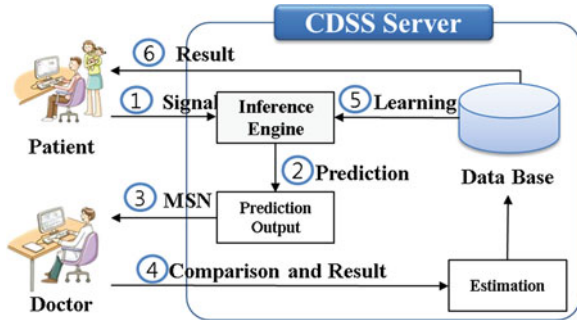 CDSS Server
6 Result
1 Signal
Inference
Engine
5 Learning
Patient
2 Prediction
Data Base
3 MSN
Prediction
Output
4 Comparison and Result
Estimation
Doctor